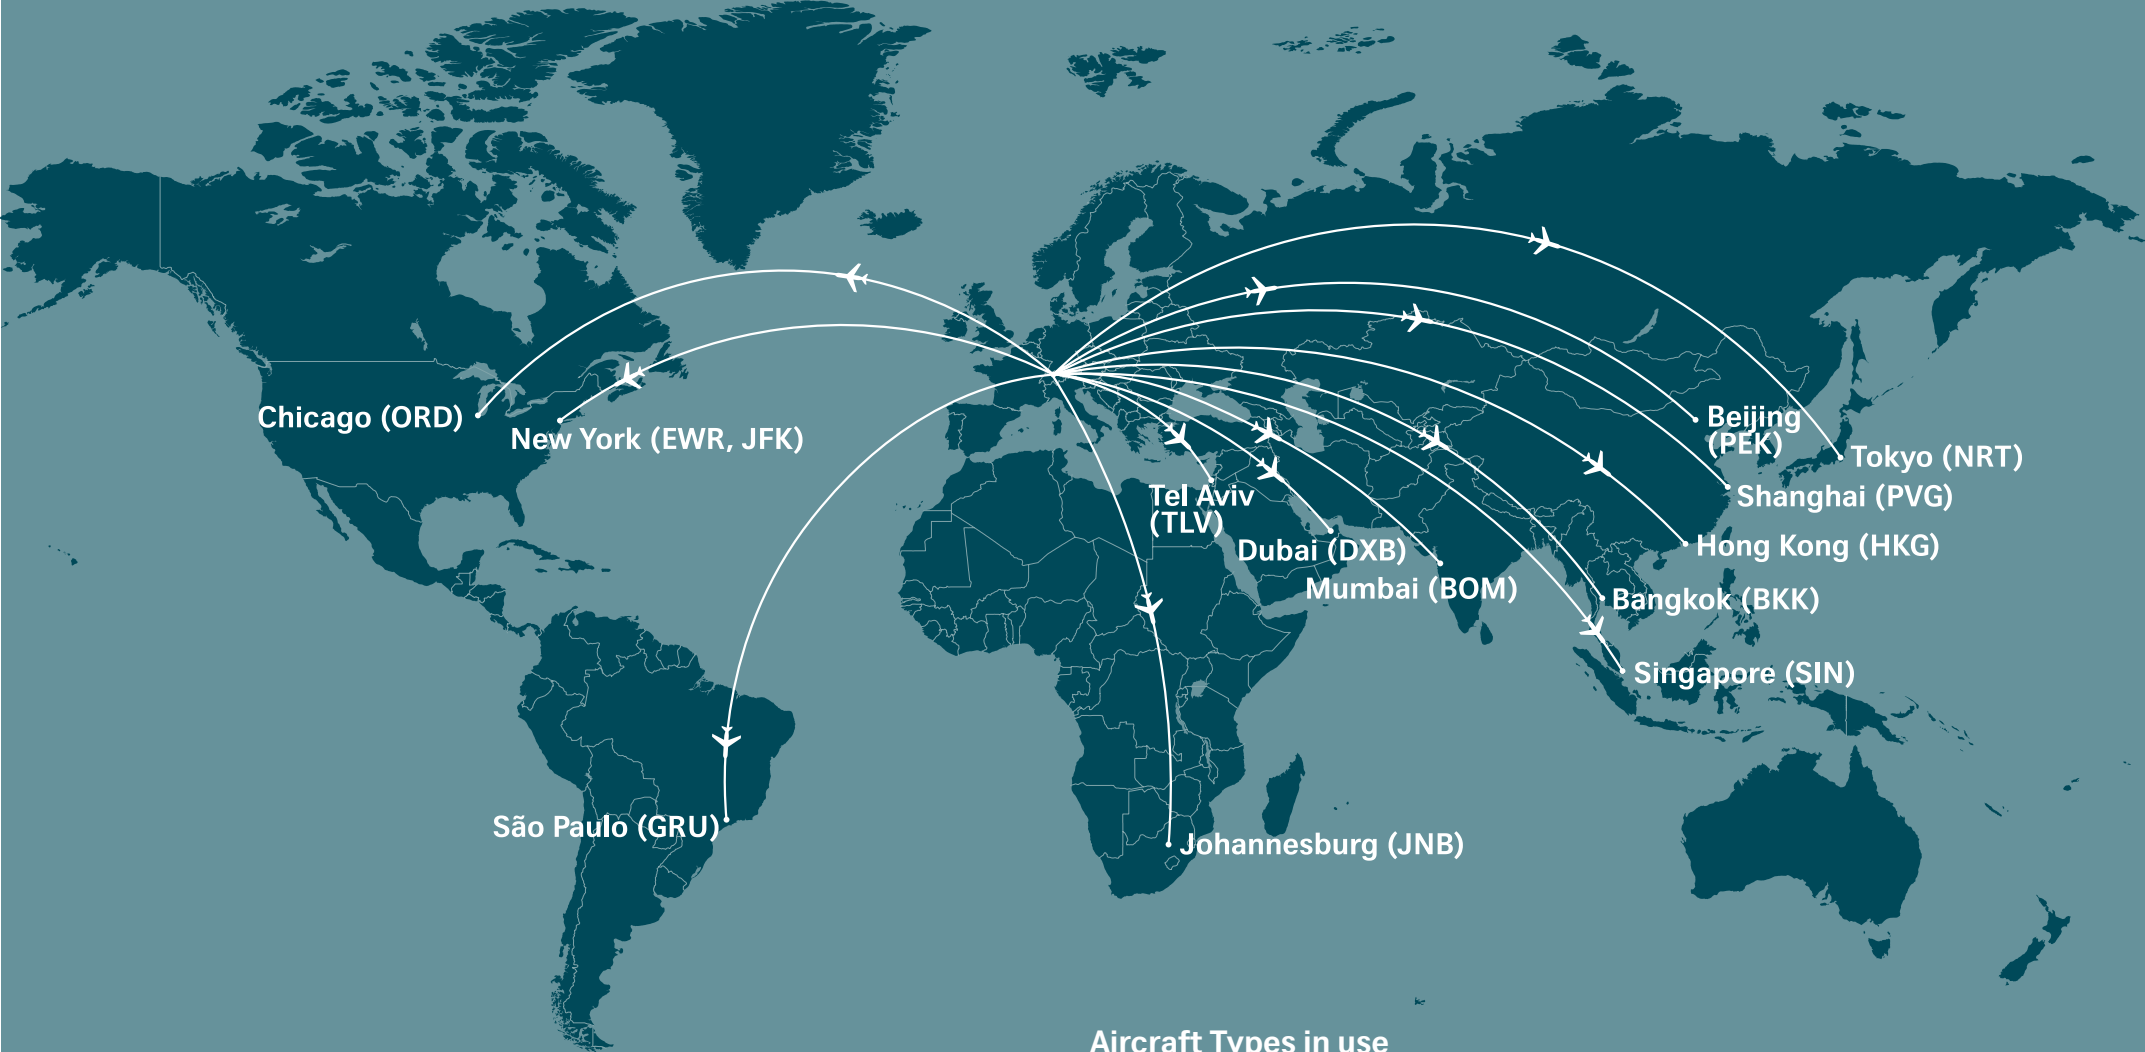 Chicago (ORD)
New York (EWR, JFK)
Beijing
(PEK)
Tokyo (NRT)
Shanghai (PVG)
Tel Aviv
(TLV)
Dubai (DXB)
Hong Kong (HKG)
Mumbai (BOM)
Bangkok (BKK)
Singapore (SIN)
São Paulo (GRU)
Johannesburg (JNB)
Aircraft Types in use